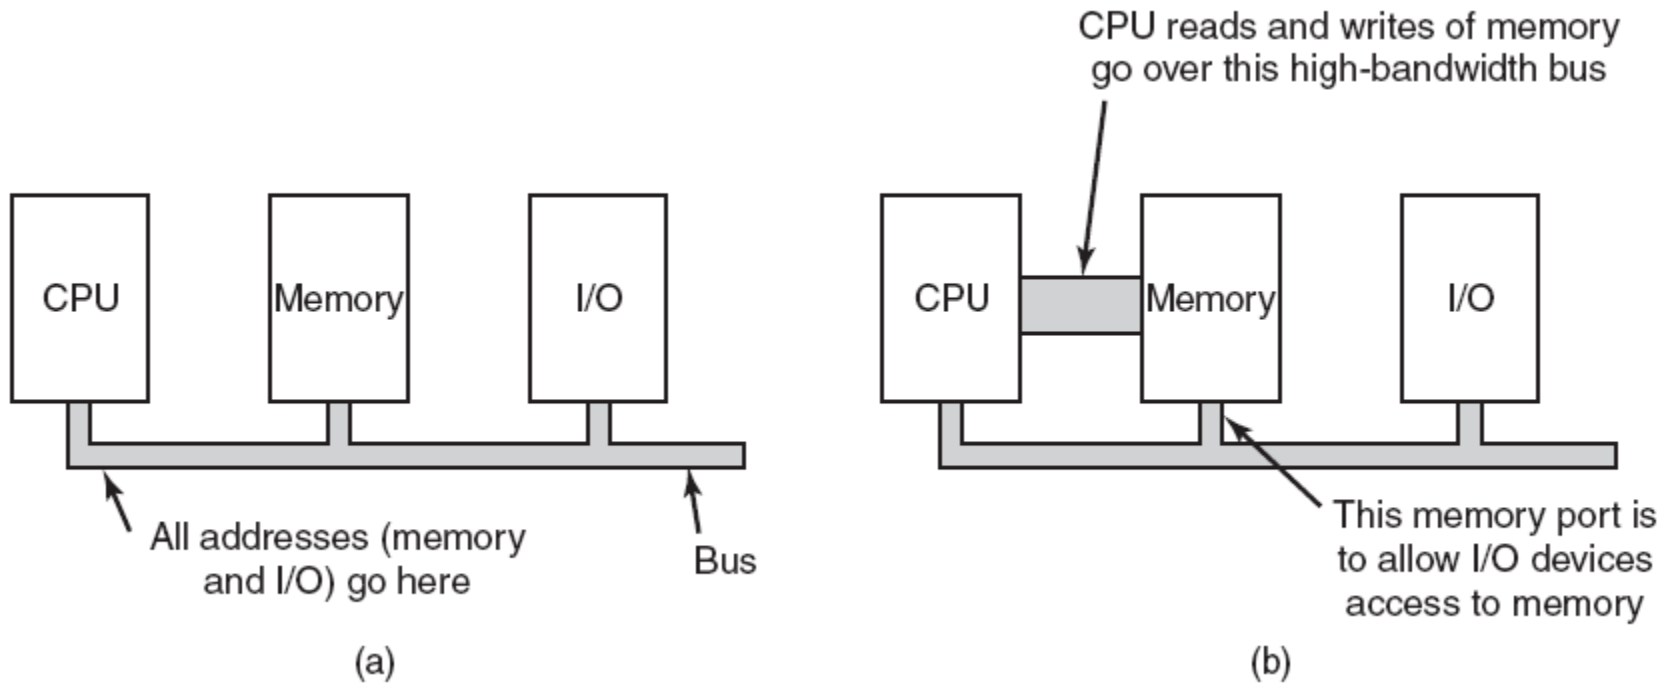 CPU reads and writes of memory
go over this high-bandwidth bus
CPU
Memory
I/O
All addresses (memory
and I/O) go here
Bus
(a)
CPU
Memory
I/O
This memory port is
to allow I/O devices
access to memory
(b)